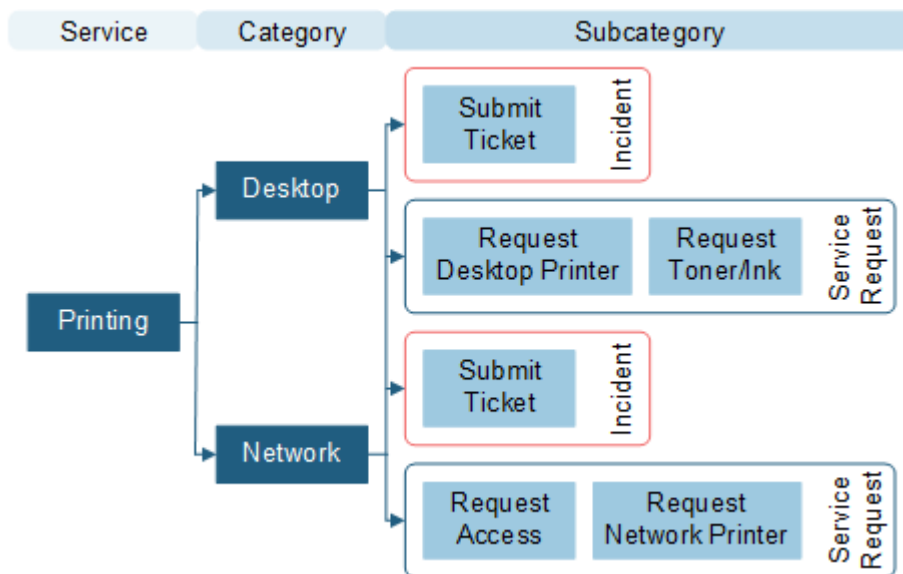 Service
Category
Subcategory
Submit
Ticket
Incident
Desktop
Request
Desktop Printer
Request
Toner/Ink
Service
Request
Printing
Submit
Ticket
Incident
Network
Request
Access
Request
Network Printer
Service
Request